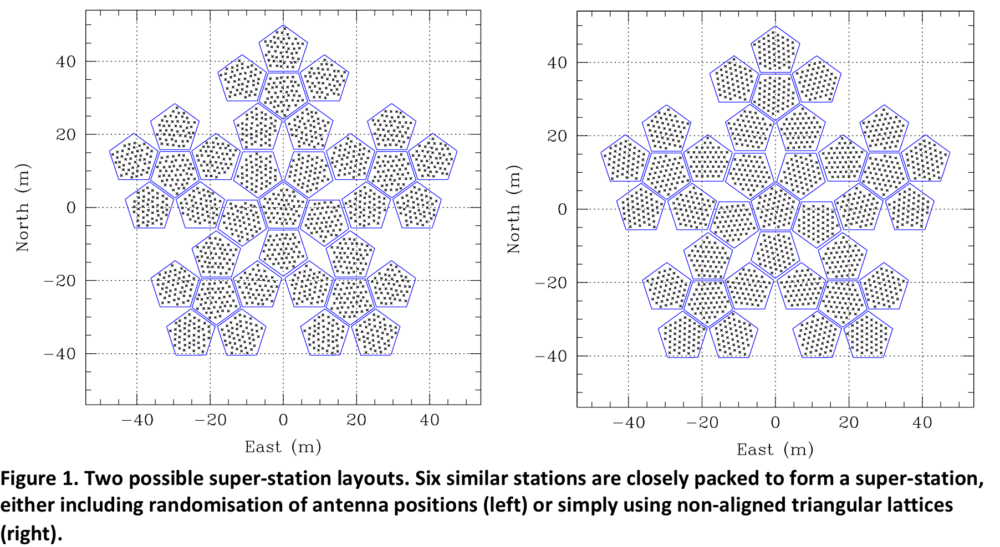 40
20
0
−20
−40
North (m)
−40 −20 0 20 40
East (m)
40
20
0
−20
−40
North (m)
−40 −20 0 20 40
East (m)
Figure 1. Two possible super-station layouts. Six similar stations are closely packed to form a super-station,
either including randomisation of antenna positions (left) or simply using non-aligned triangular lattices
(right).